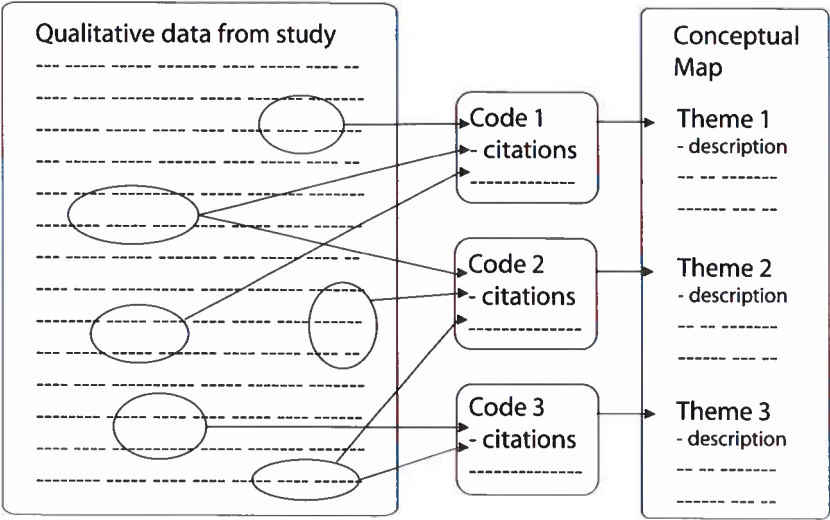 Qualitative data from study
Code 1
- citations
Code 2
- citations
Code 3
- citations
Conceptual
Map
Theme 1
- description
Theme 2
- description
Theme 3
- description